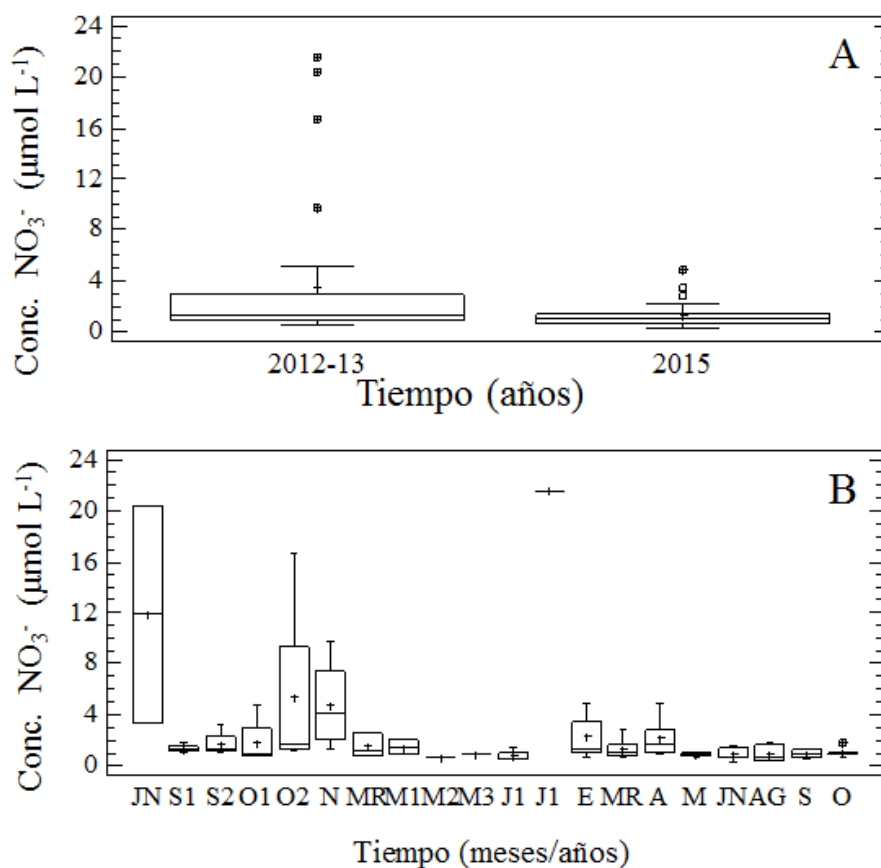 A
Conc. NO₃⁻ (µmol L⁻¹)
24
20
16
12
8
4
0
2012-13 2015
Tiempo (años)
B
Conc. NO₃⁻ (µmol L⁻¹)
24
20
16
12
8
4
0
JN S1 S2 O1 O2 N MR M1 M2 M3 J1 J1 E MR A M JN AG S O
Tiempo (meses/años)